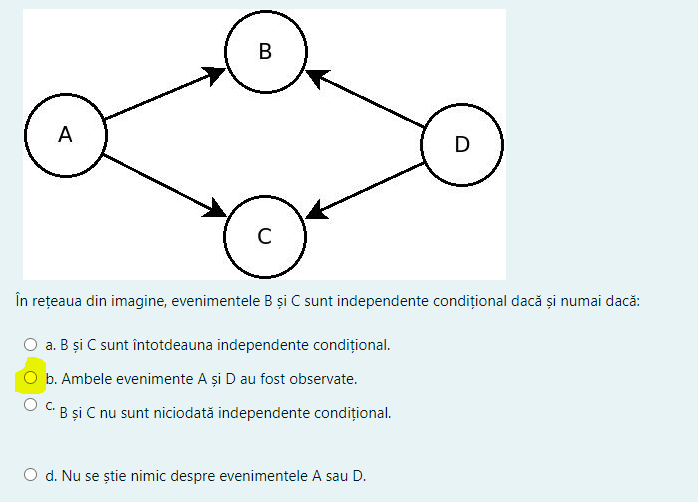 B
A
D
C
În rețeaua din imagine, evenimentele B și C sunt independente condițional dacă și numai dacă:
a. B și C sunt întotdeauna independente condițional.
b. Ambele evenimente A și D au fost observate.
c. B și C nu sunt niciodată independente condițional.
d. Nu se știe nimic despre evenimentele A sau D.